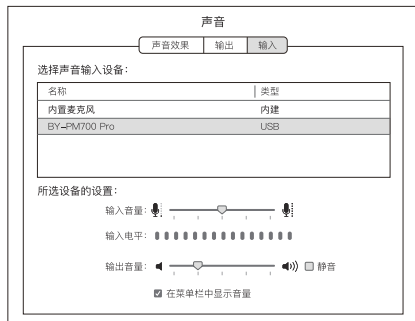 声音
声音效果 输出 输入
选择声音输入设备：
名称 类型
内置麦克风 内建
BY-PM700 Pro USB
所选设备的设置：
输入音量：
输入电平：
输出音量： 静音
在菜单栏中显示音量